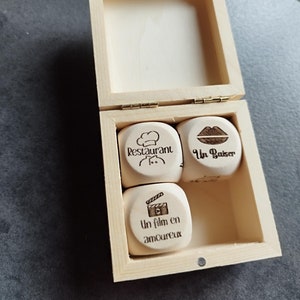 Restaurant
Un Baiser
Un film en
amoureux